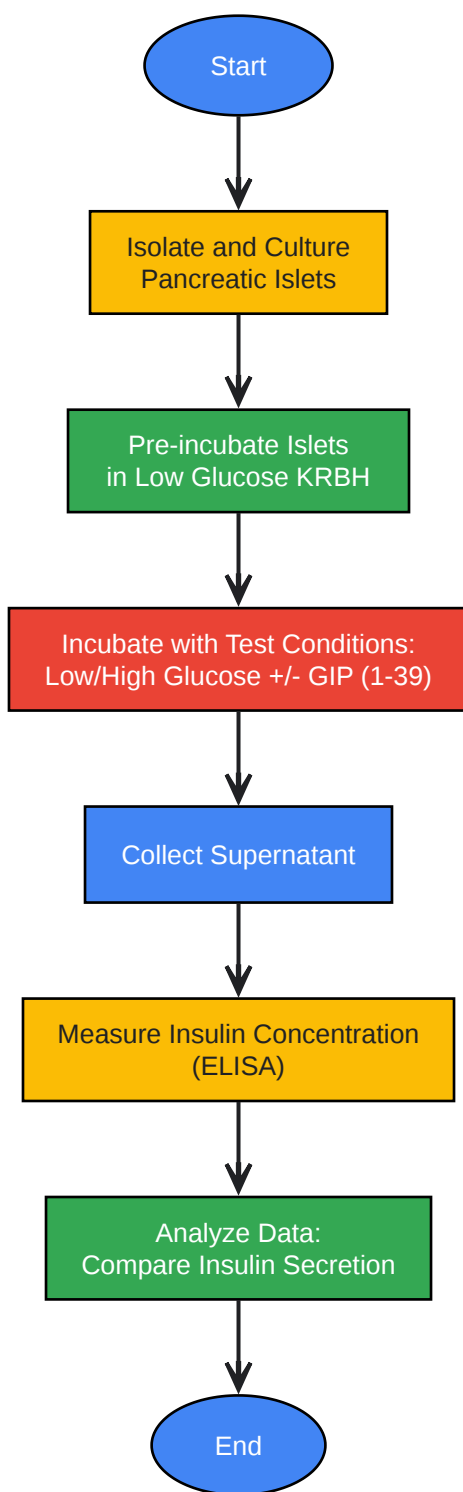 Start
Isolate and Culture
Pancreatic Islets
Pre-incubate Islets
in Low Glucose KRBH
Incubate with Test Conditions:
Low/High Glucose +/- GIP (1-39)
Collect Supernatant
Measure Insulin Concentration
(ELISA)
Analyze Data:
Compare Insulin Secretion
End